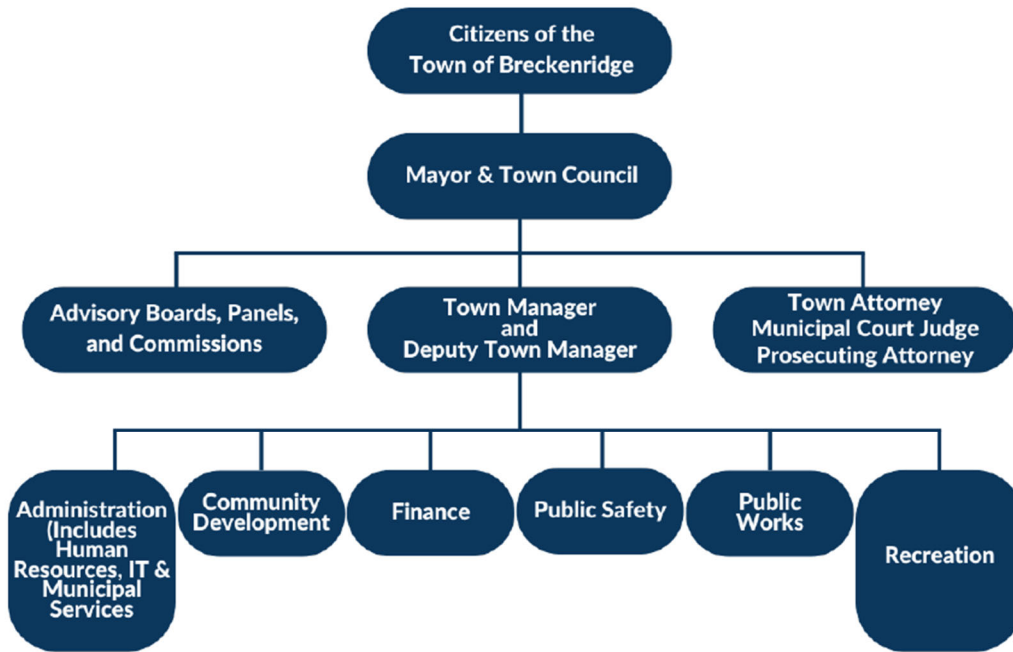 Citizens of the
Town of Breckenridge
Mayor & Town Council
Advisory Boards, Panels,
and Commissions
Town Manager
and
Deputy Town Manager
Town Attorney
Municipal Court Judge
Prosecuting Attorney
Administration
(Includes
Human
Resources, IT &
Municipal
Services
Community
Development
Finance
Public Safety
Public
Works
Recreation